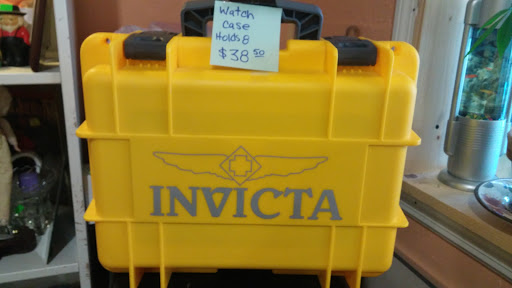 Watch
Case
Holds 8
$38.50
INVICTA